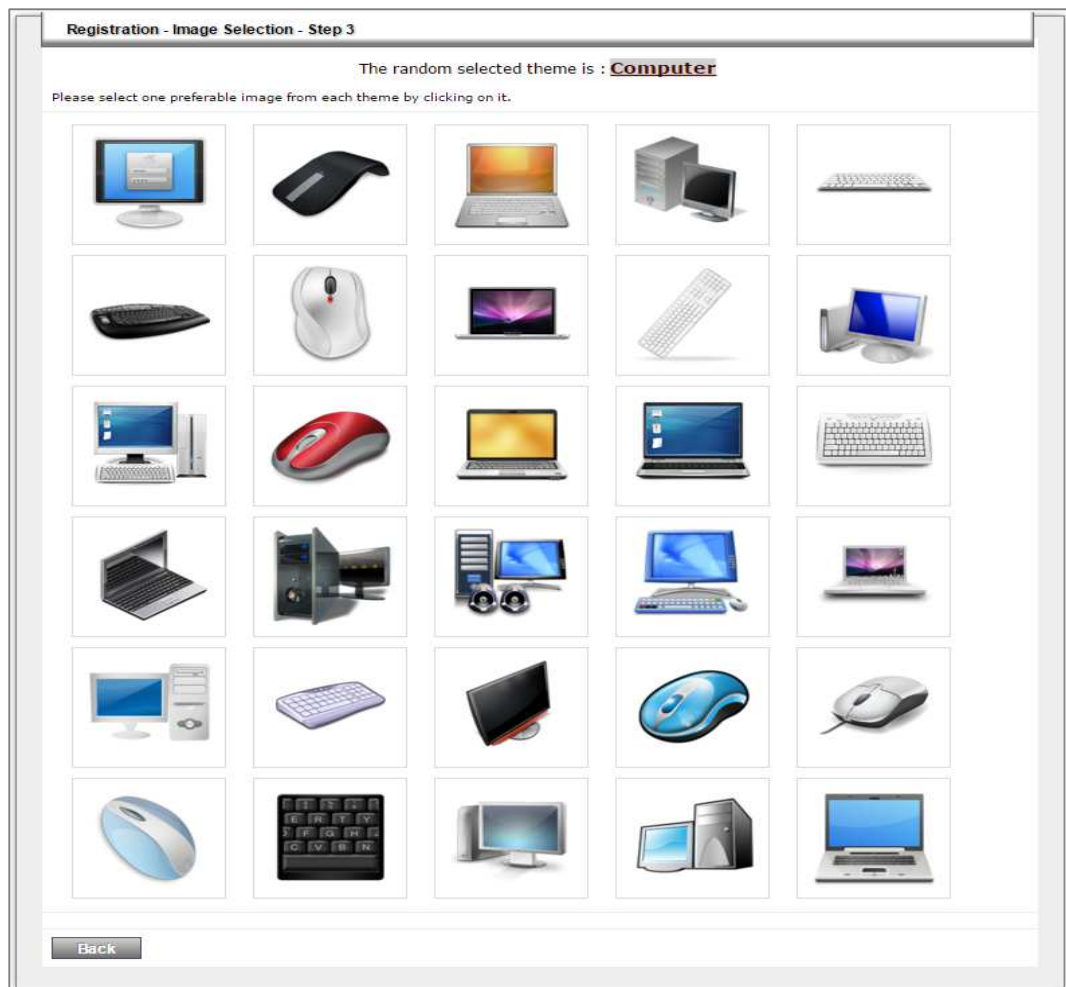 Registration - Image Selection - Step 3
The random selected theme is : Computer
Please select one preferable image from each theme by clicking on it.
E R T Y
D F G H
C V B N
Back